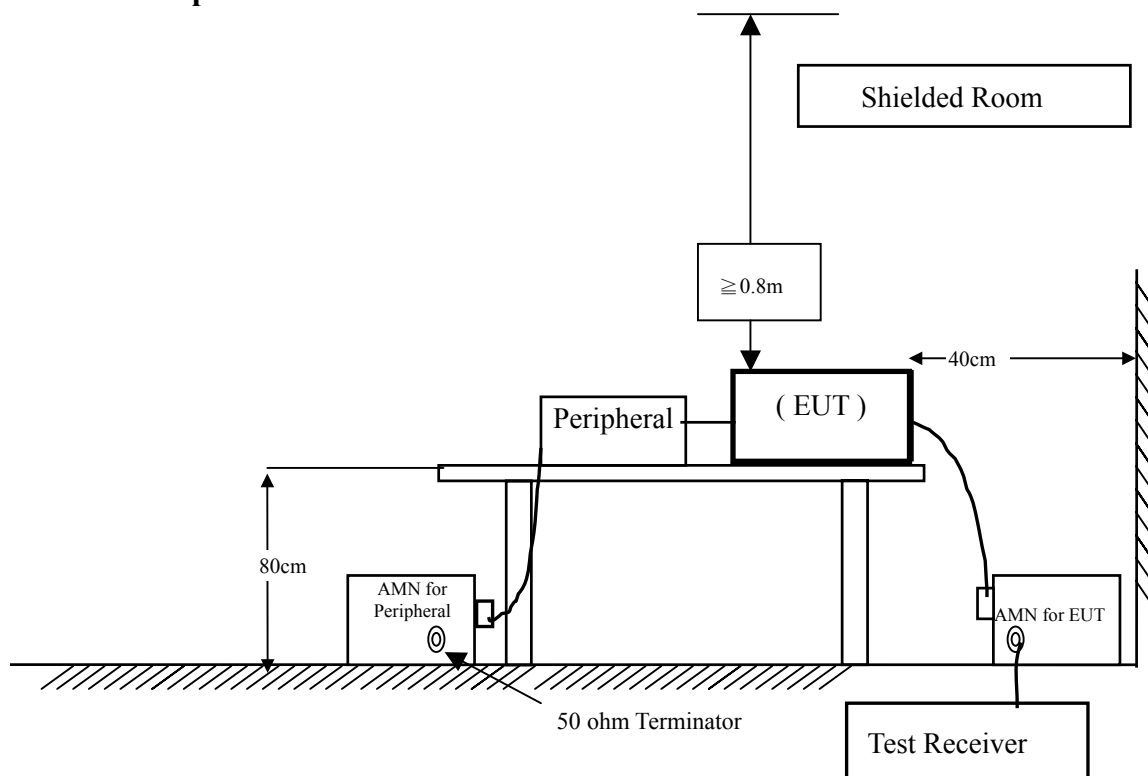 Shielded Room
≧0.8m
40cm
( EUT )
Peripheral
80cm
AMN for
Peripheral
AMN for EUT
50 ohm Terminator
Test Receiver